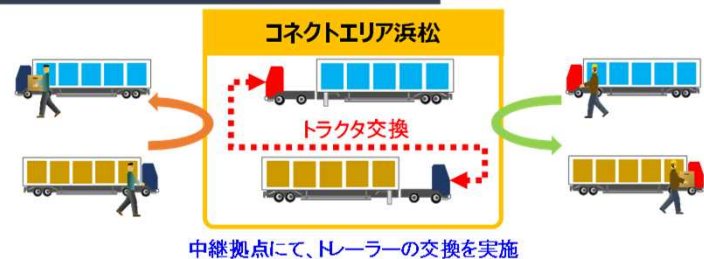 コネクトエリア浜松
トラクタ交換
中継拠点にて、トレーラーの交換を実施